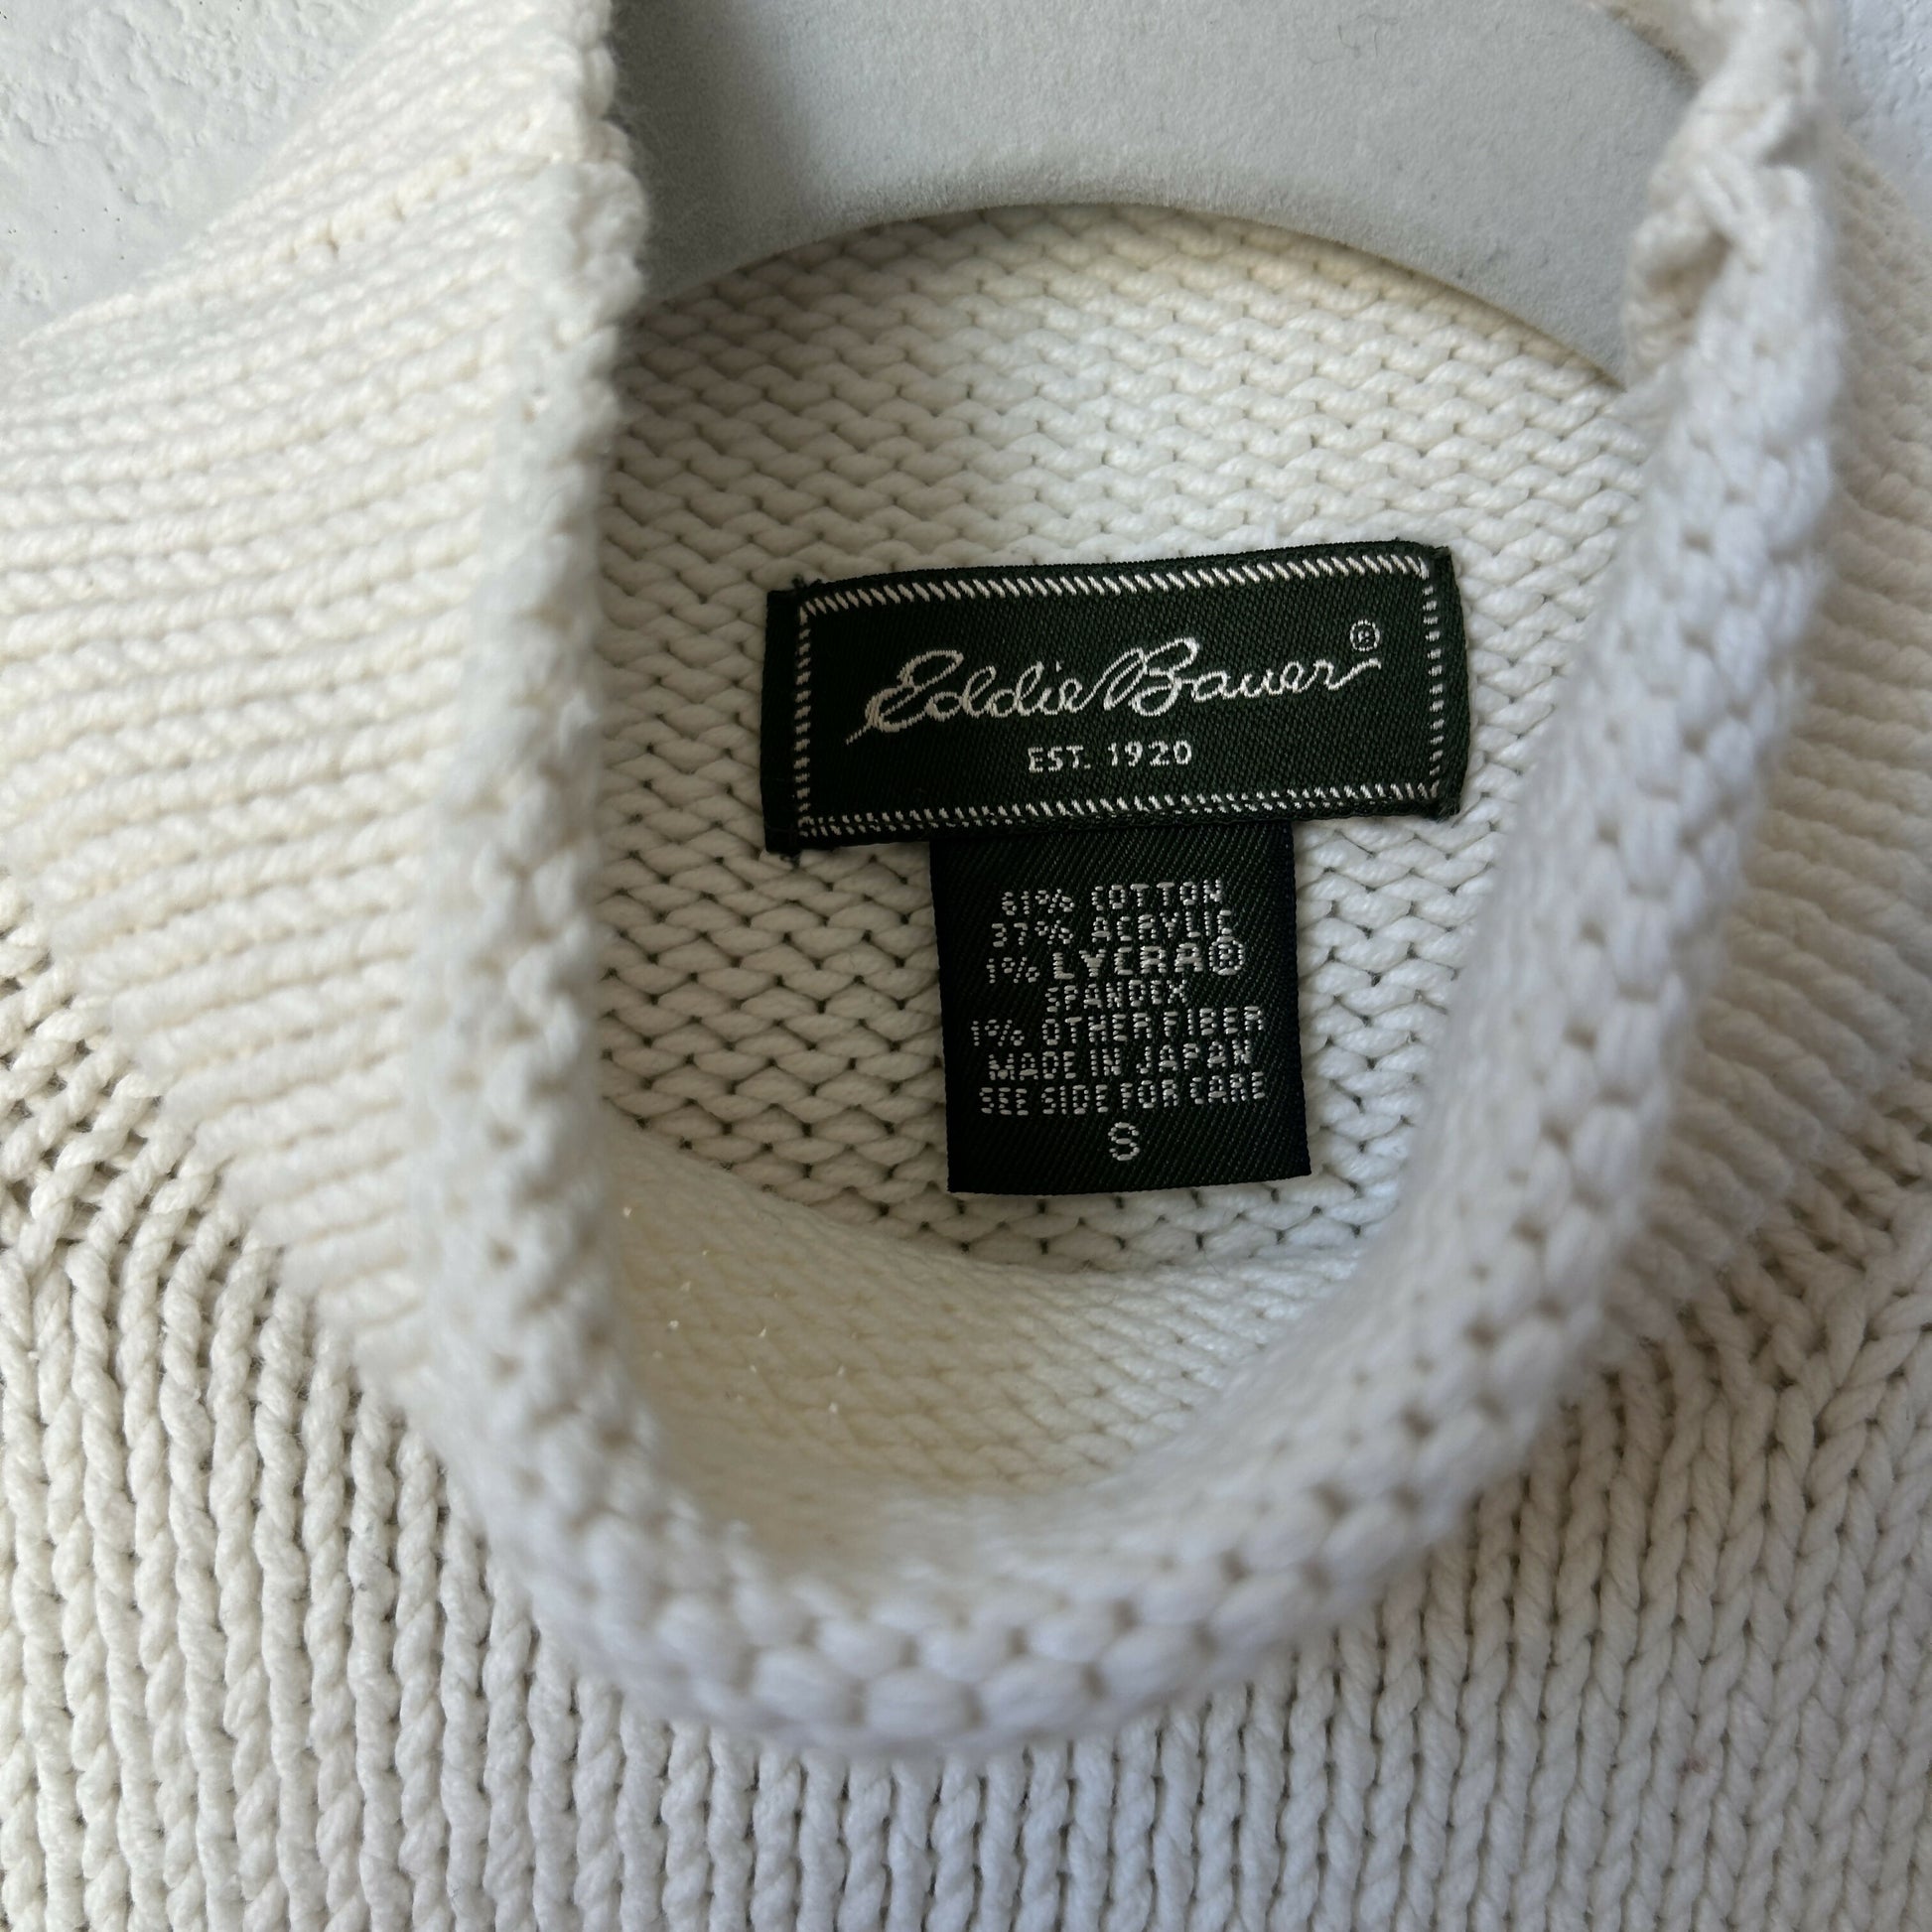 Eddie Bauer®
EST. 1920
61% COTTON
37% ACRYLIC
1% LYCRA®
SPANDEX
1% OTHER FIBER
MADE IN JAPAN
SEE SIDE FOR CARE
S